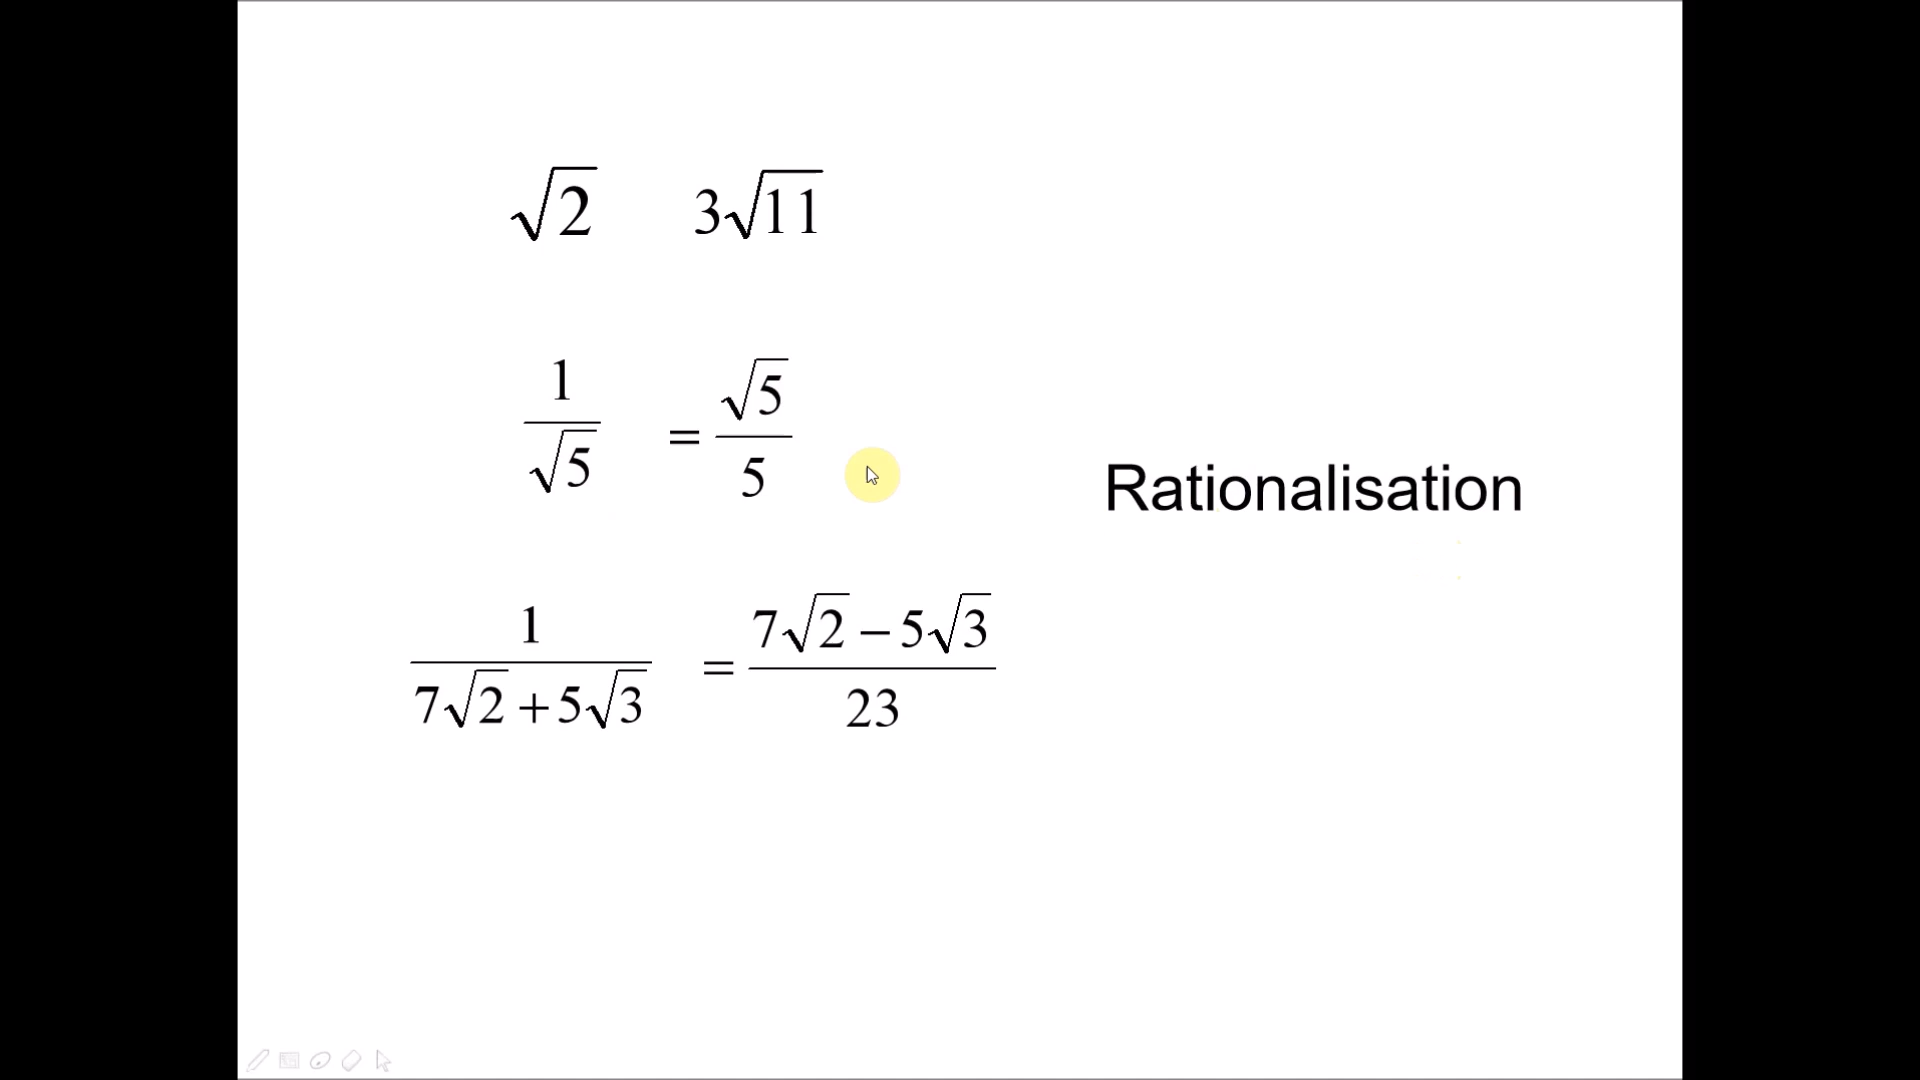 √2 3√11
1/√5 = √5/5
Rationalisation
1/(7√2 + 5√3) = (7√2 − 5√3)/23